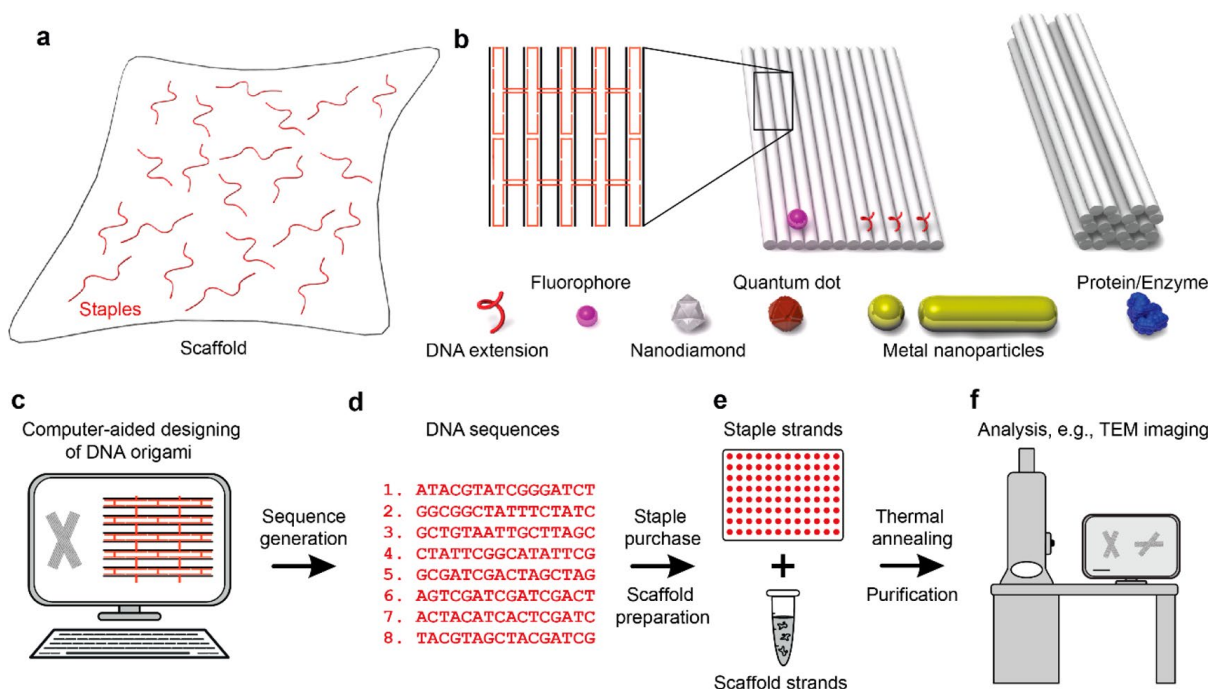 a
Staples
Scaffold
b
Fluorophore
Quantum dot
Protein/Enzyme
DNA extension
Nanodiamond
Metal nanoparticles
c
Computer-aided designing
of DNA origami
Sequence
generation
d
DNA sequences
1. ATACGTATCGGGATCT
2. GGCGGCTATTTCTATC
3. GCTGTAATTGCTTAGC
4. CTATTCGGCATATTCG
5. GCGATCGACTAGCTAG
6. AGTCGATCGATCGACT
7. ACTACATCACTCGATC
8. TACGTAGCTACGATCG
Staple
purchase
Scaffold
preparation
e
Staple strands
+
Scaffold strands
Thermal
annealing
Purification
f
Analysis, e.g., TEM imaging